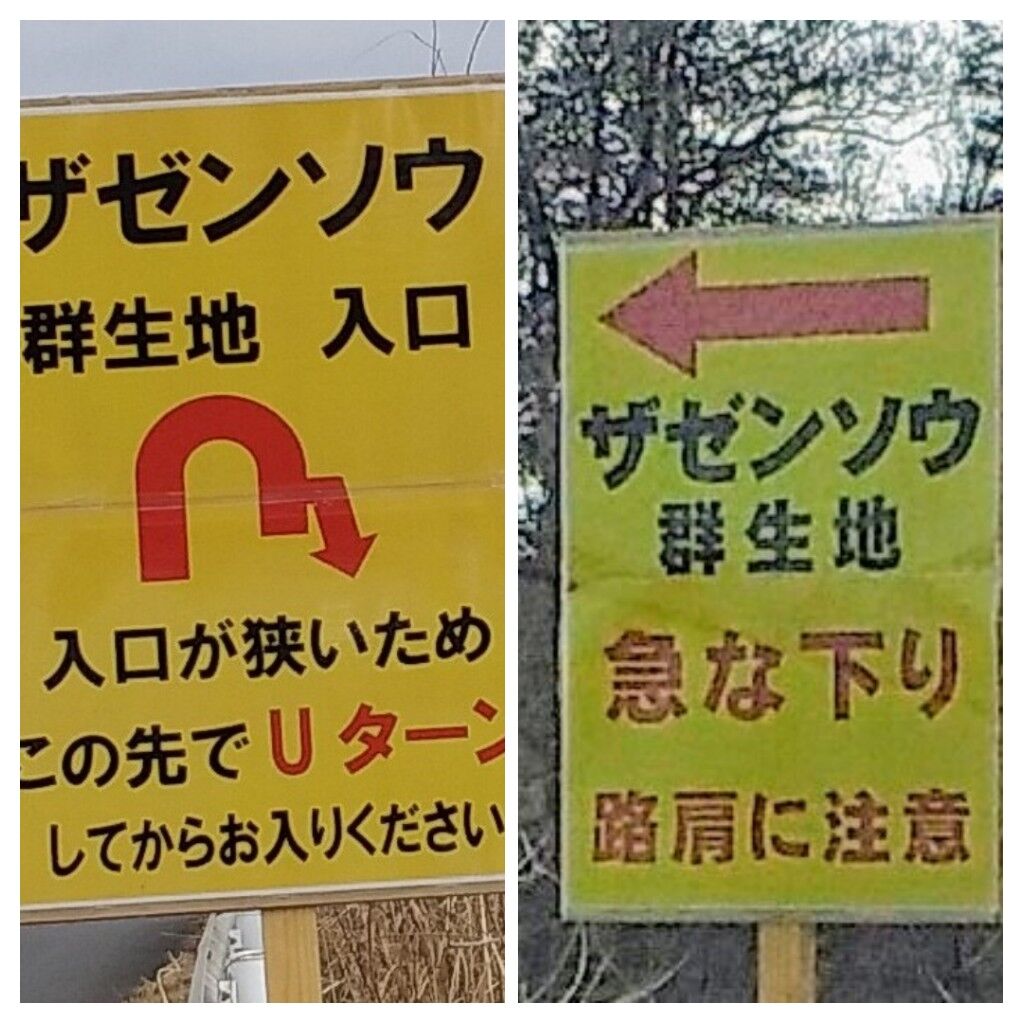 ザゼンソウ
群生地 入口
入口が狭いため
この先でUターン
してからお入りください
ザゼンソウ
群生地
急な下り
路肩に注意